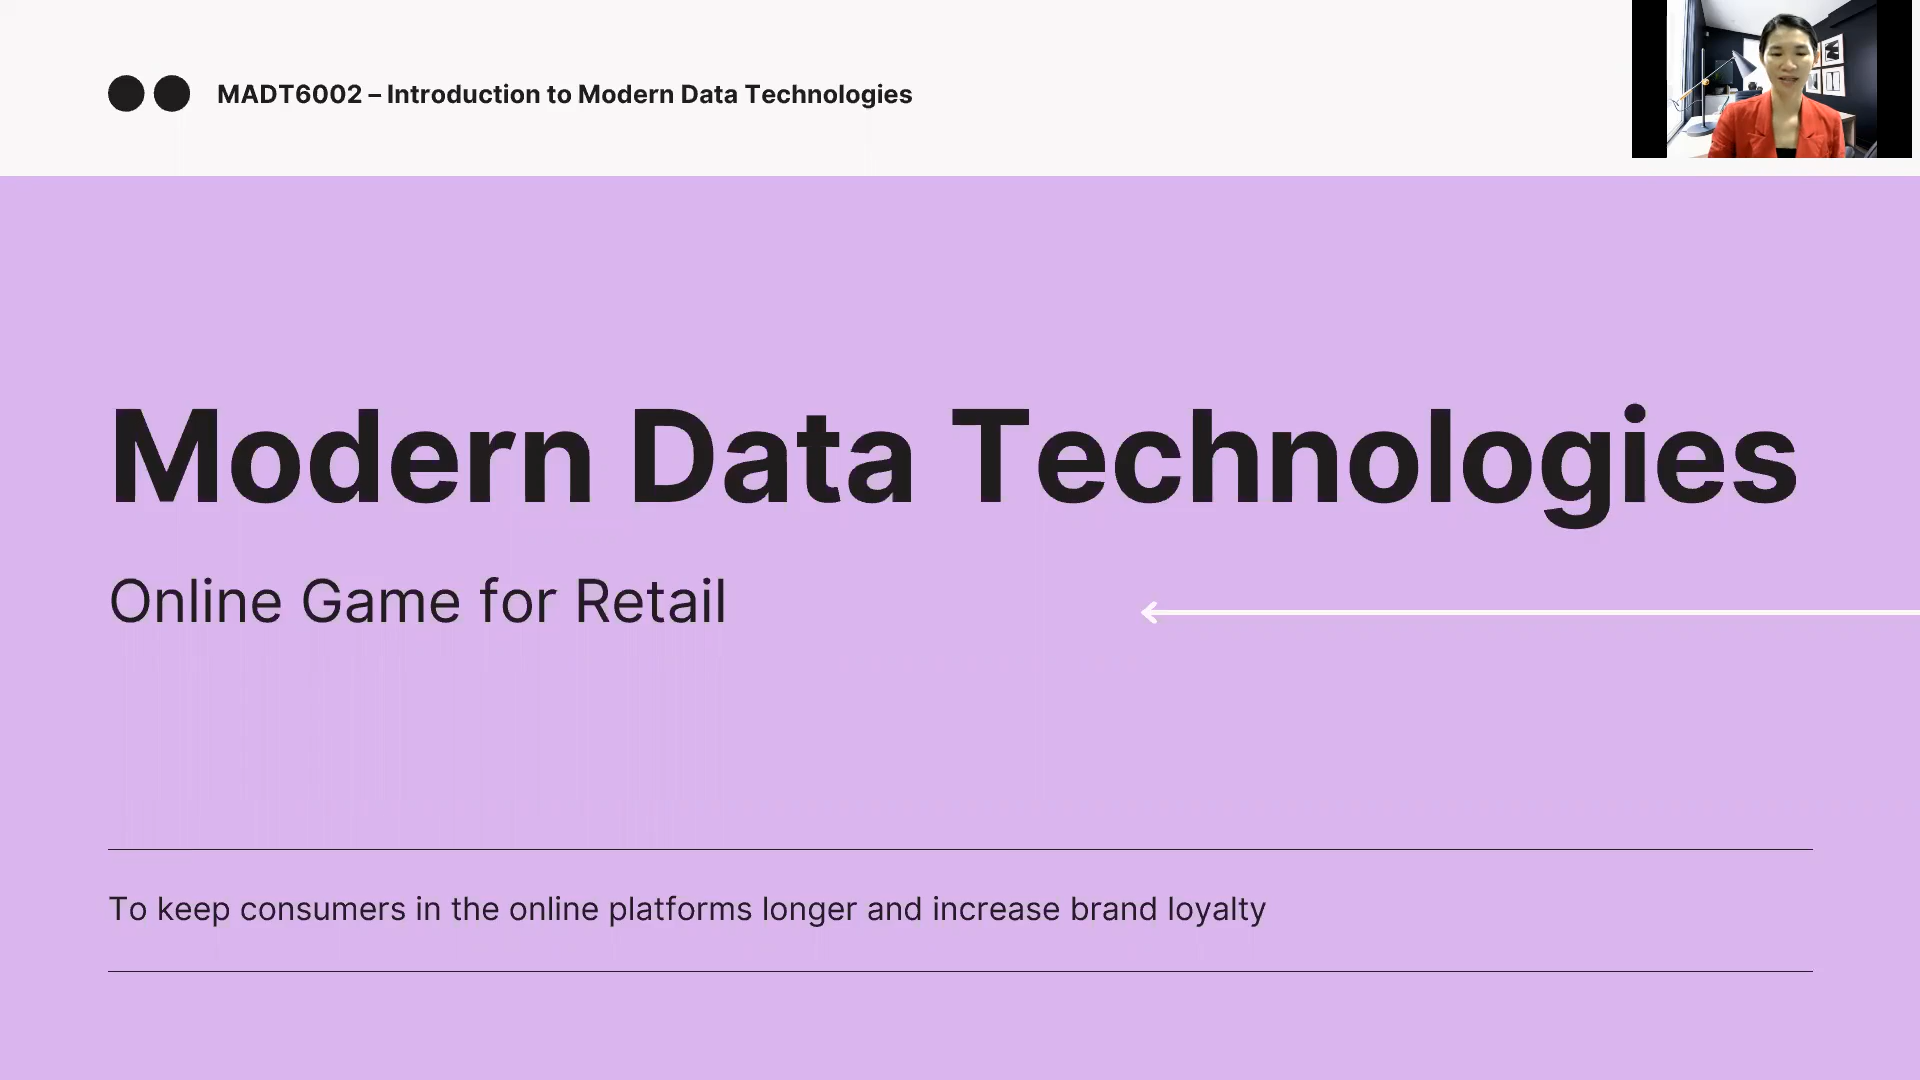 MADT6002 – Introduction to Modern Data Technologies
Modern Data Technologies
Online Game for Retail
To keep consumers in the online platforms longer and increase brand loyalty